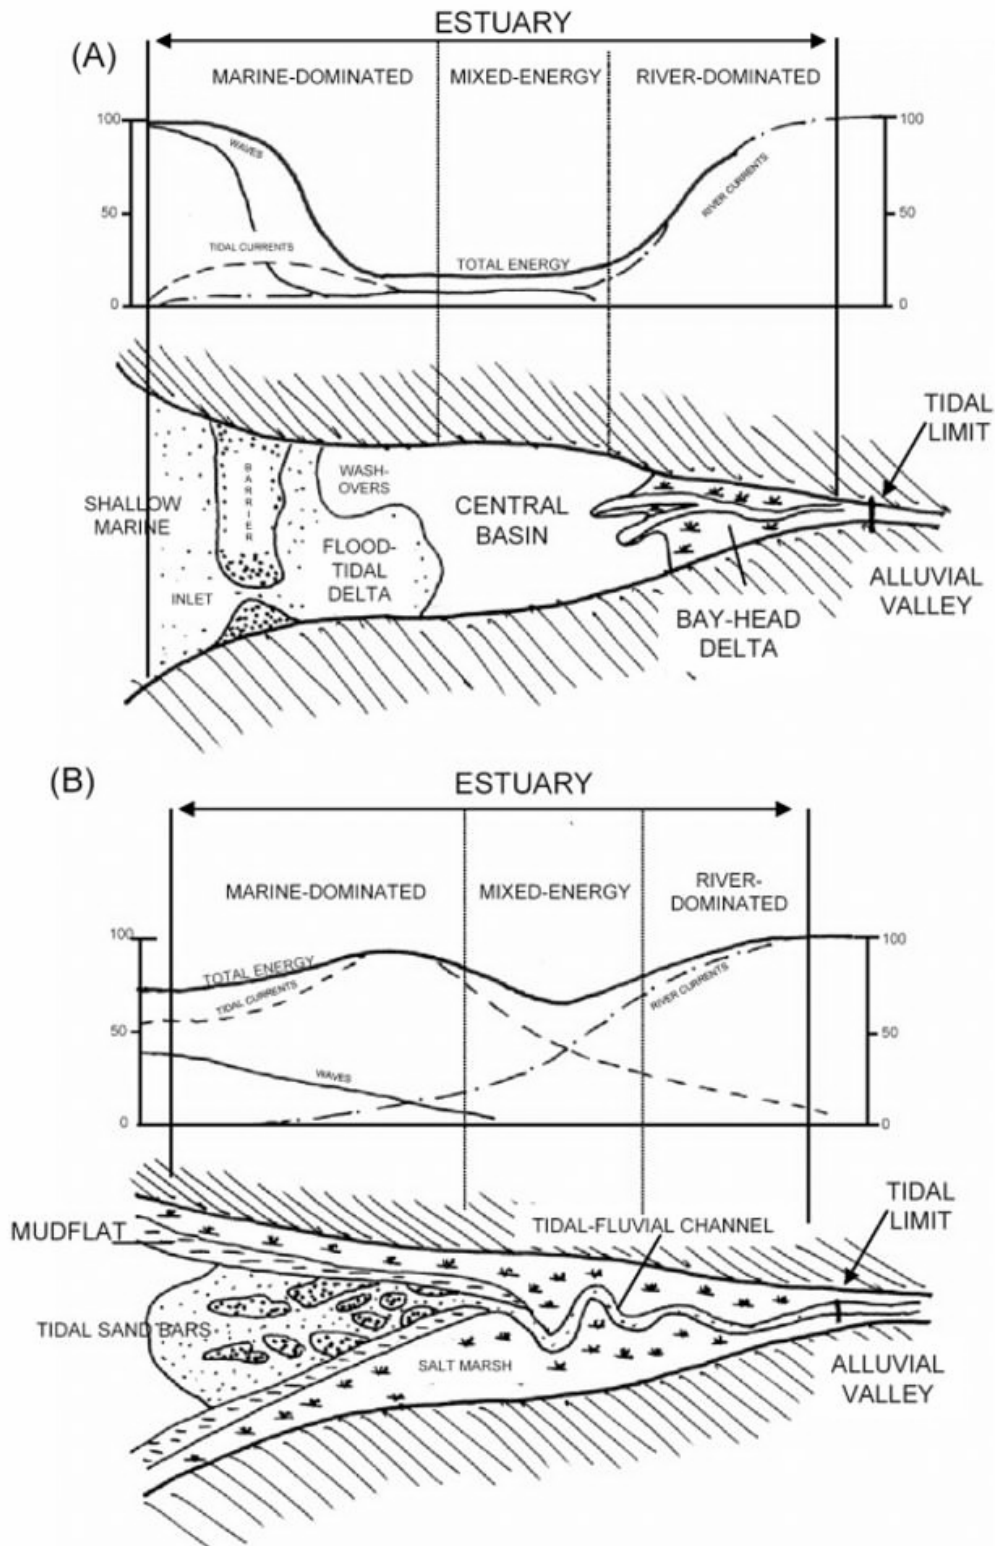 ESTUARY
(A)
MARINE-DOMINATED
MIXED-ENERGY
RIVER-DOMINATED
100
100
WAVES
RIVER CURRENTS
50
50
TIDAL CURRENTS
TOTAL ENERGY
0
0
TIDAL
LIMIT
BARRIER
WASH-
OVERS
SHALLOW
MARINE
CENTRAL
BASIN
FLOOD-
TIDAL
DELTA
INLET
ALLUVIAL
VALLEY
BAY-HEAD
DELTA
(B)
ESTUARY
MARINE-DOMINATED
MIXED-ENERGY
RIVER-
DOMINATED
100
100
TOTAL ENERGY
TIDAL CURRENTS
RIVER CURRENTS
50
50
WAVES
0
0
TIDAL
LIMIT
MUDFLAT
TIDAL-FLUVIAL CHANNEL
TIDAL SAND BARS
SALT MARSH
ALLUVIAL
VALLEY